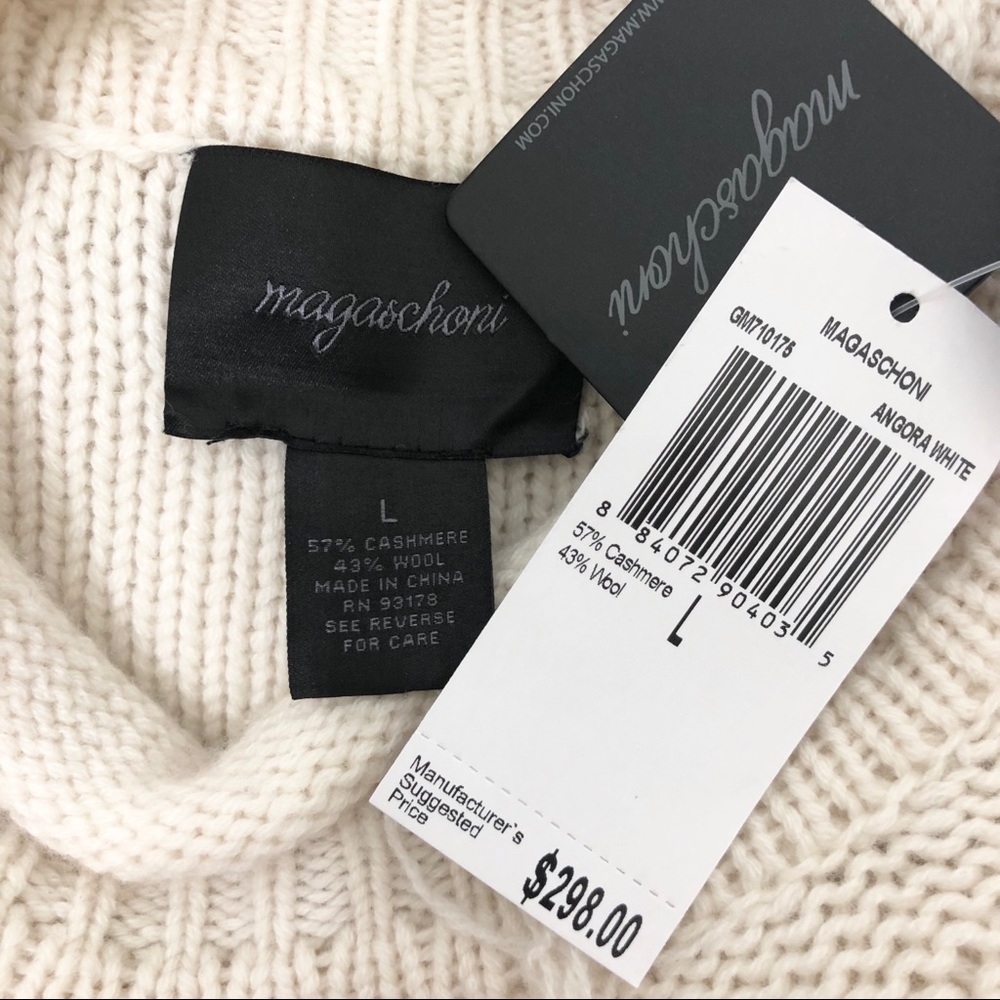 WWW.MAGASCHONI.COM
magaschoni
magaschoni
L
57% CASHMERE
43% WOOL
MADE IN CHINA
RN 93178
SEE REVERSE
FOR CARE
MAGASCHONI
GM710175
ANGORA WHITE
8 84072 90403 5
57% Cashmere
43% Wool
L
Manufacturer's
Suggested
Price
$298.00